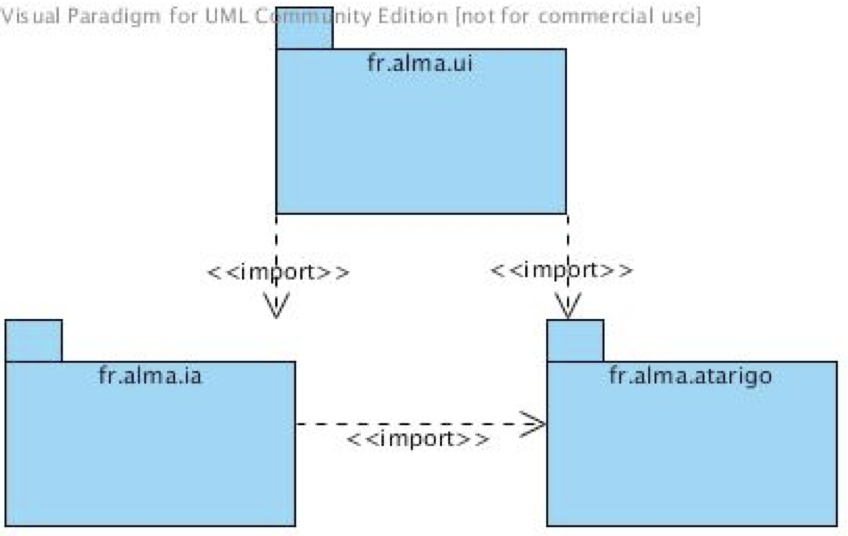 Visual Paradigm for UML Community Edition [not for commercial use]
fr.alma.ui
<<import>>
<<import>>
fr.alma.ia
fr.alma.atarigo
<<import>>